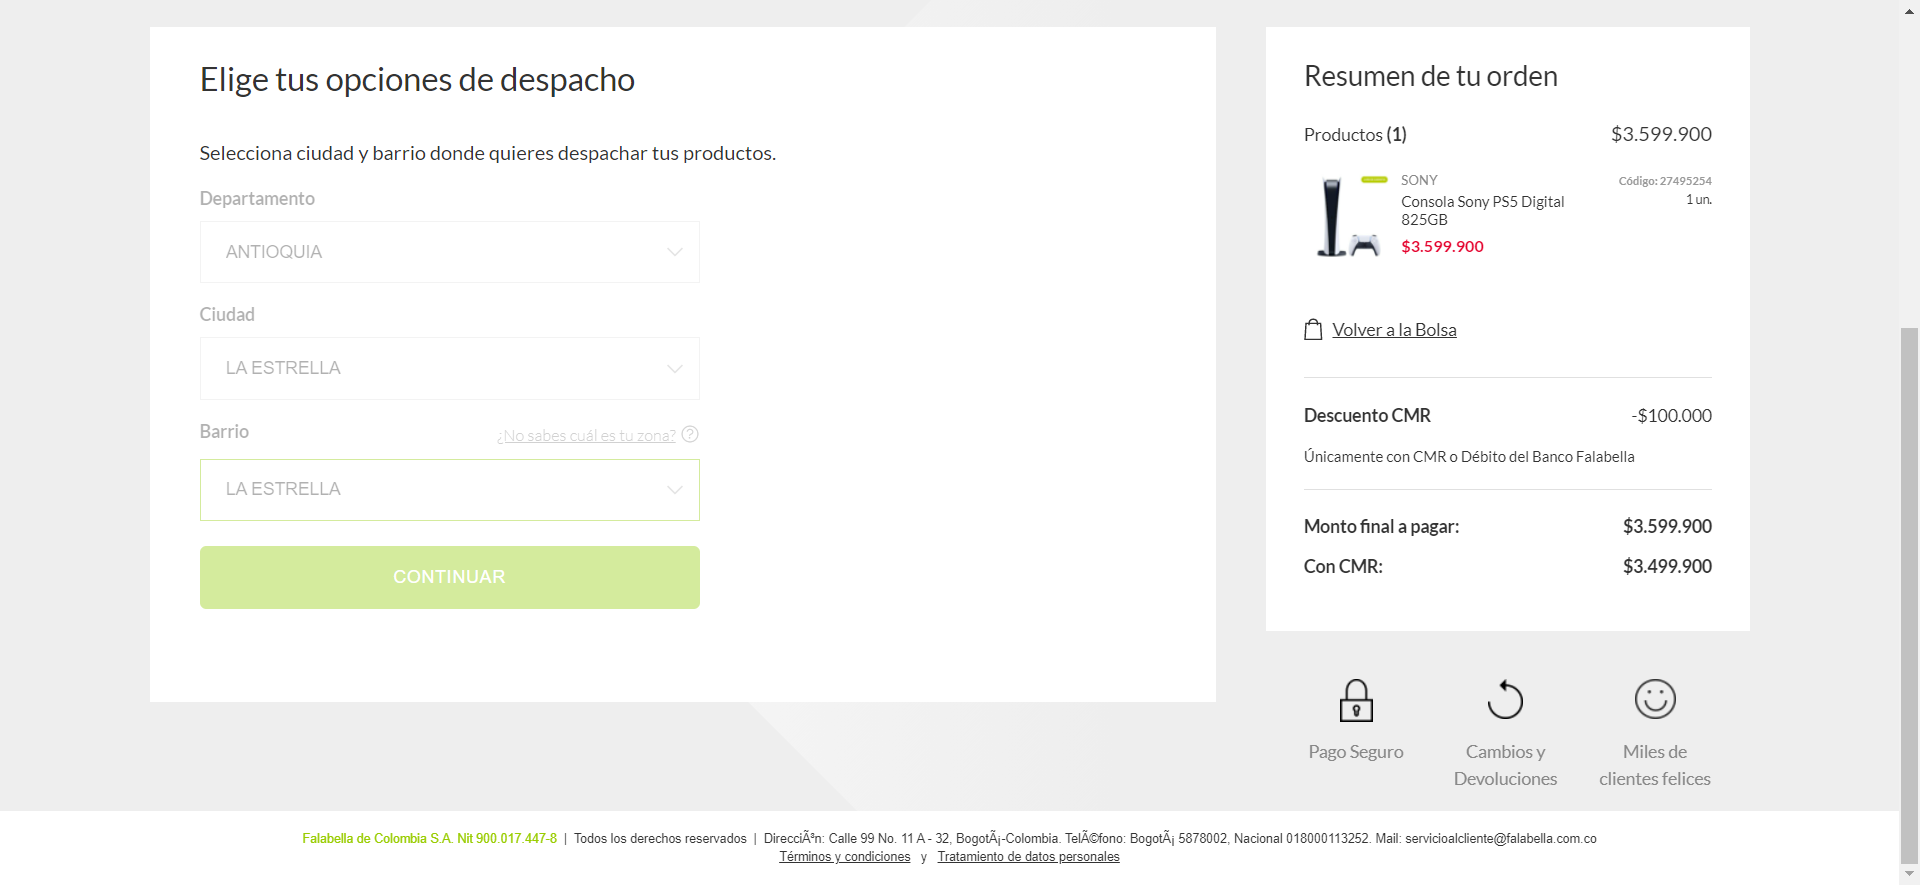 Elige tus opciones de despacho
Selecciona ciudad y barrio donde quieres despachar tus productos.
Departamento
ANTIOQUIA
Ciudad
LA ESTRELLA
Barrio
¿No sabes cuál es tu zona? ?
LA ESTRELLA
CONTINUAR
Resumen de tu orden
Productos (1) $3.599.900
SONY Código: 27495254
Consola Sony PS5 Digital 1 un.
825GB
$3.599.900
Volver a la Bolsa
Descuento CMR -$100.000
Únicamente con CMR o Débito del Banco Falabella
Monto final a pagar: $3.599.900
Con CMR: $3.499.900
Pago Seguro
Cambios y
Devoluciones
Miles de
clientes felices
Falabella de Colombia S.A. Nit 900.017.447-8 | Todos los derechos reservados | DirecciÃ³n: Calle 99 No. 11 A - 32, BogotÃ¡-Colombia. TelÃ©fono: BogotÃ¡ 5878002, Nacional 018000113252. Mail: servicioalcliente@falabella.com.co
Términos y condiciones y Tratamiento de datos personales